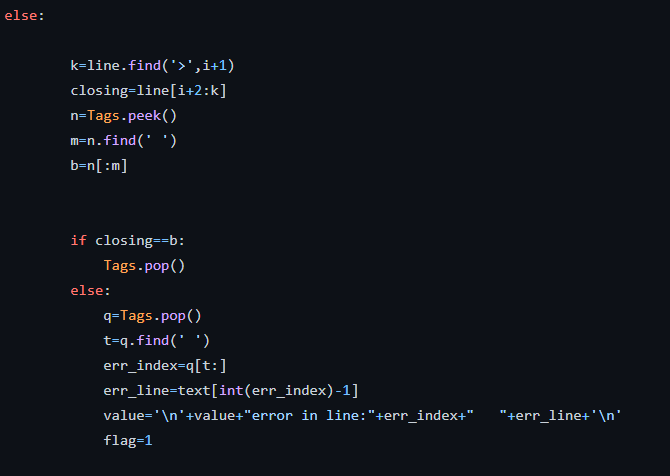 else:
k=line.find('>',i+1)
closing=line[i+2:k]
n=Tags.peek()
m=n.find(' ')
b=n[:m]
if closing==b:
Tags.pop()
else:
q=Tags.pop()
t=q.find(' ')
err_index=q[t:]
err_line=text[int(err_index)-1]
value='\n'+value+"error in line:"+err_index+"   "+err_line+'\n'
flag=1